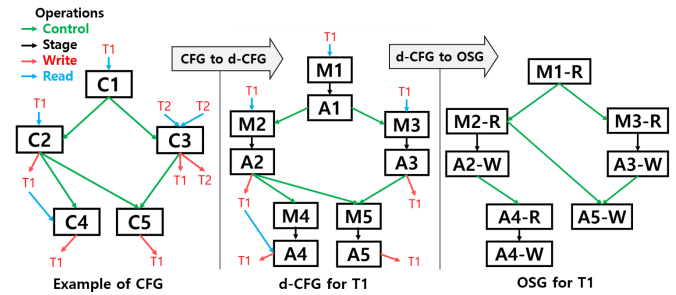 Operations
Control
Stage
Write
Read
T1
C1
T1
T2
T2
C2
C3
T1
T1
T2
C4
C5
T1
T1
Example of CFG
CFG to d-CFG
T1
M1
A1
T1
T1
M2
M3
A2
A3
T1
T1
M4
M5
T1
A4
A5
T1
d-CFG for T1
d-CFG to OSG
M1-R
M2-R
M3-R
A2-W
A3-W
A4-R
A5-W
A4-W
OSG for T1